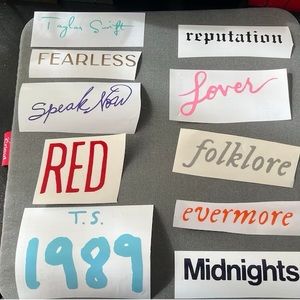 Taylor Swift
FEARLESS
Speak Now
RED
T.S.
1989
reputation
Lover
folklore
evermore
Midnights